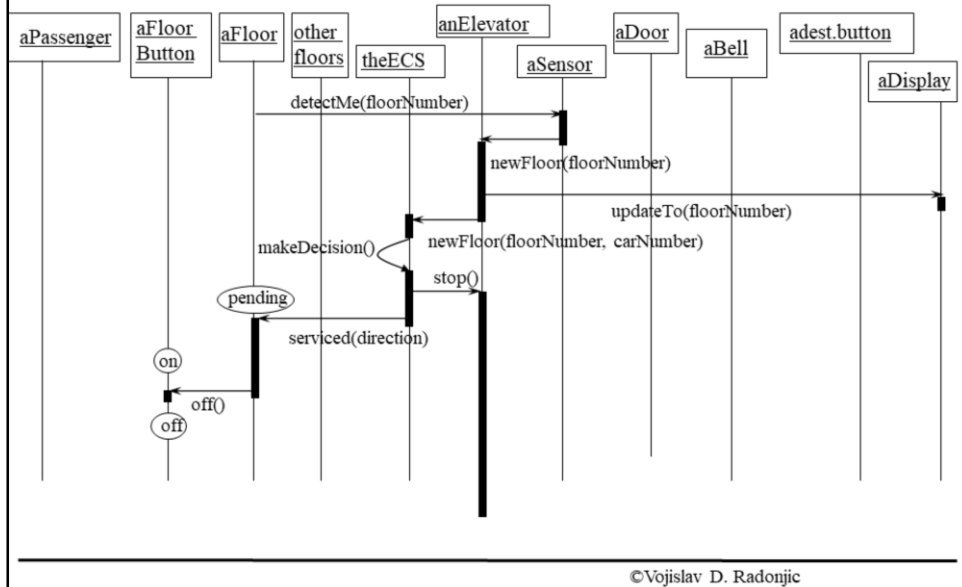 aPassenger
aFloor
Button
aFloor
other
floors
theECS
anElevator
aSensor
aDoor
aBell
adest.button
aDisplay
detectMe(floorNumber)
newFloor(floorNumber)
updateTo(floorNumber)
newFloor(floorNumber, carNumber)
makeDecision()
stop()
pending
serviced(direction)
on
off()
off
©Vojislav D. Radonjic